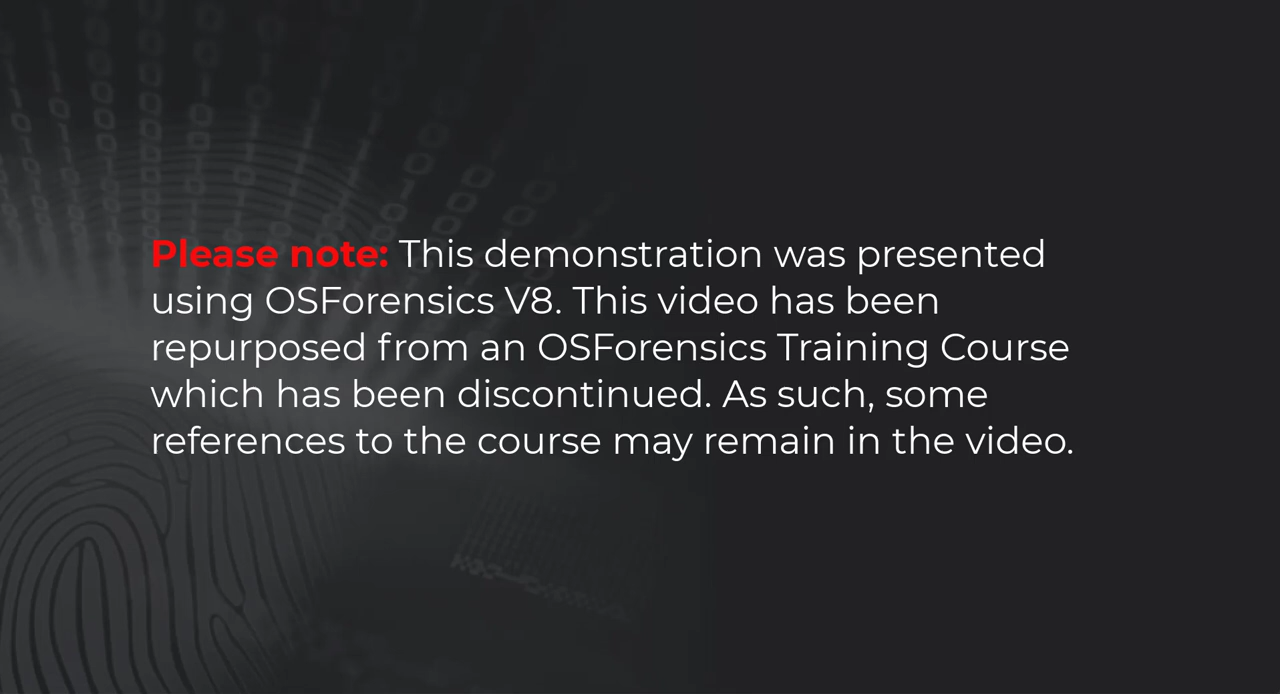 Please note: This demonstration was presented
using OSForensics V8. This video has been
repurposed from an OSForensics Training Course
which has been discontinued. As such, some
references to the course may remain in the video.